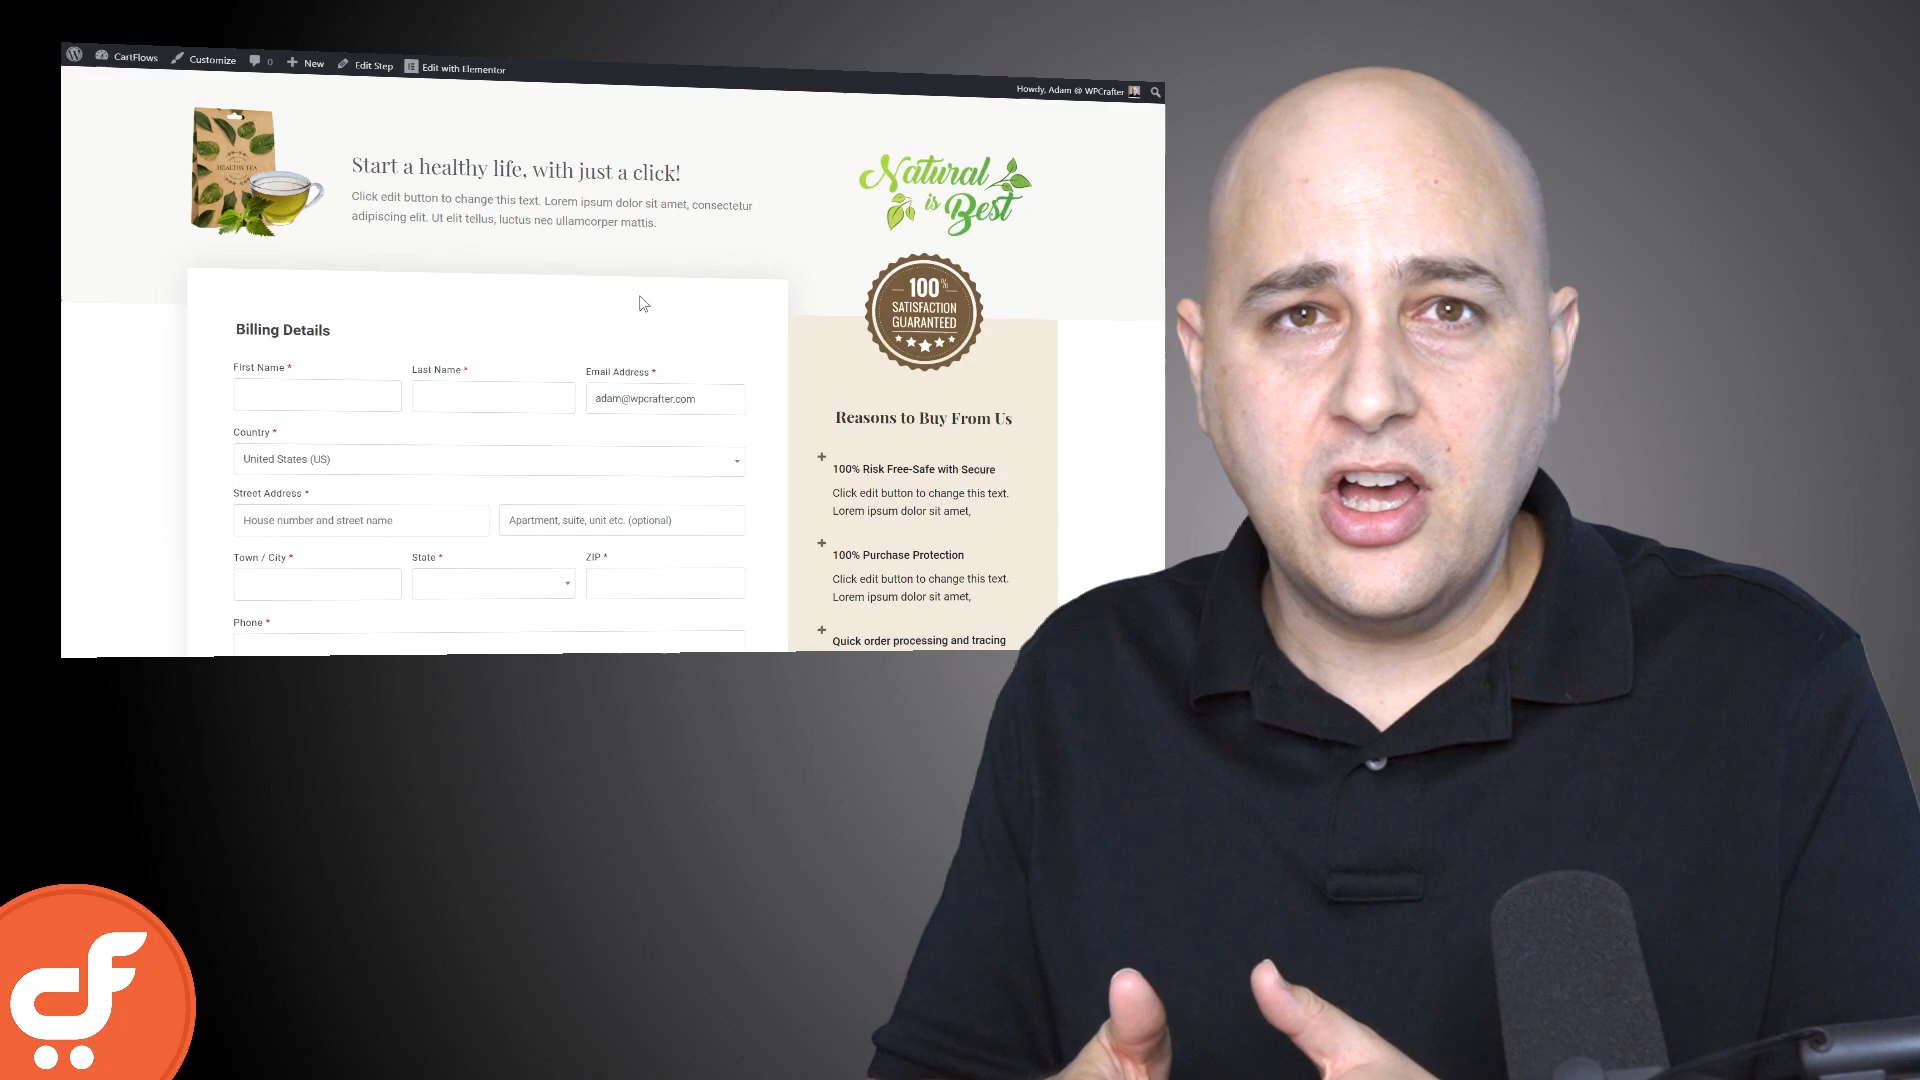 CartFlows Customize 0 New Edit Step Edit with Elementor
Howdy, Adam @ WPCrafter
HEALTHY TEA
Start a healthy life, with just a click!
Click edit button to change this text. Lorem ipsum dolor sit amet, consectetur
adipiscing elit. Ut elit tellus, luctus nec ullamcorper mattis.
Natural
is Best
100%
SATISFACTION
GUARANTEED
Billing Details
First Name * Last Name * Email Address *
adam@wpcrafter.com
Country *
United States (US)
Street Address *
House number and street name Apartment, suite, unit etc. (optional)
Town / City * State * ZIP *
Phone *
Reasons to Buy From Us
+ 100% Risk Free-Safe with Secure
Click edit button to change this text.
Lorem ipsum dolor sit amet,
+ 100% Purchase Protection
Click edit button to change this text.
Lorem ipsum dolor sit amet,
+ Quick order processing and tracing